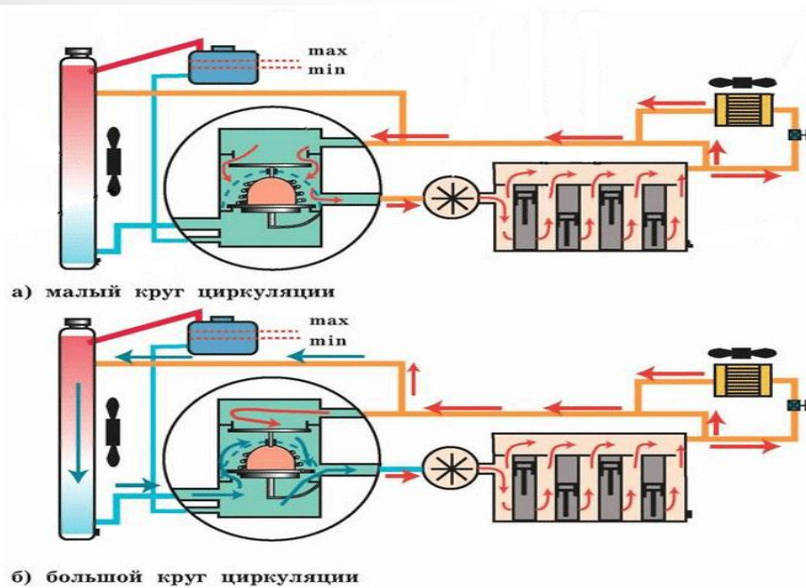 max
min
а) малый круг циркуляции
max
min
б) большой круг циркуляции